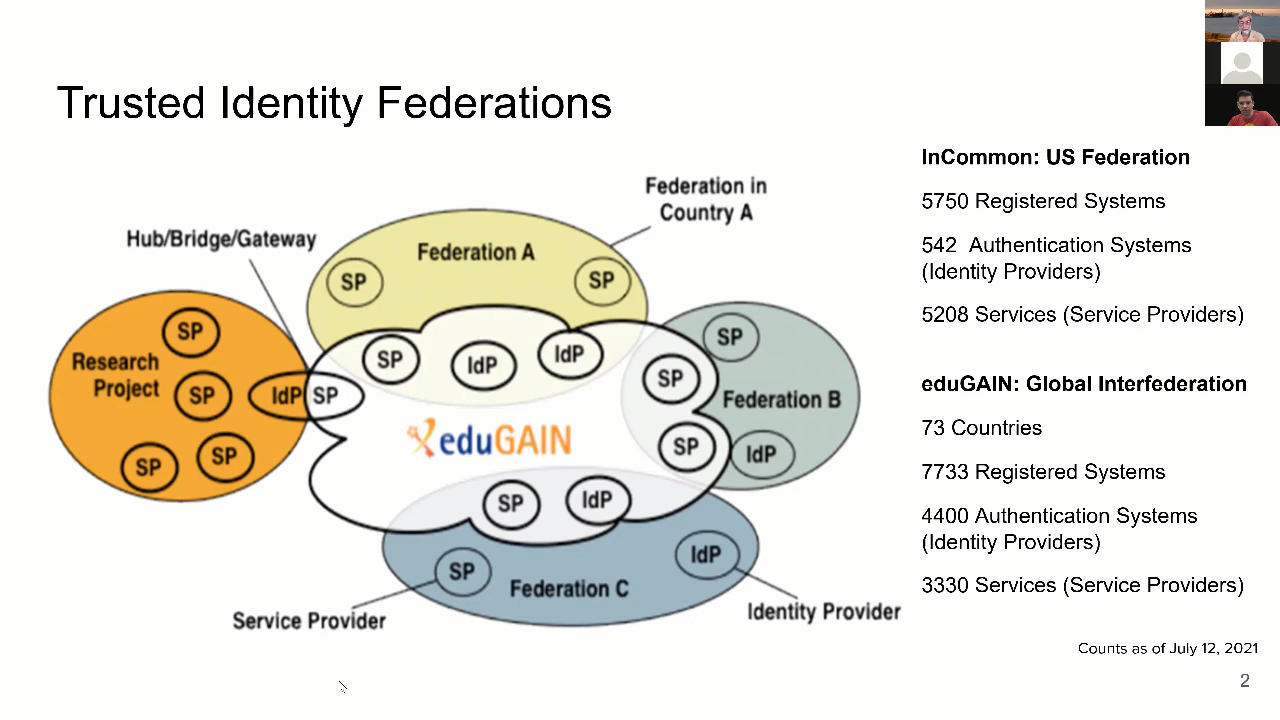 Trusted Identity Federations
Federation in
Country A
Hub/Bridge/Gateway
Federation A
SP
SP
SP
IdP
IdP
Research
Project
SP
SP
SP
SP
IdP
SP
eduGAIN
SP
SP
SP
Federation B
IdP
SP
IdP
SP
IdP
Federation C
Service Provider
Identity Provider
InCommon: US Federation
5750 Registered Systems
542 Authentication Systems
(Identity Providers)
5208 Services (Service Providers)
eduGAIN: Global Interfederation
73 Countries
7733 Registered Systems
4400 Authentication Systems
(Identity Providers)
3330 Services (Service Providers)
Counts as of July 12, 2021
2